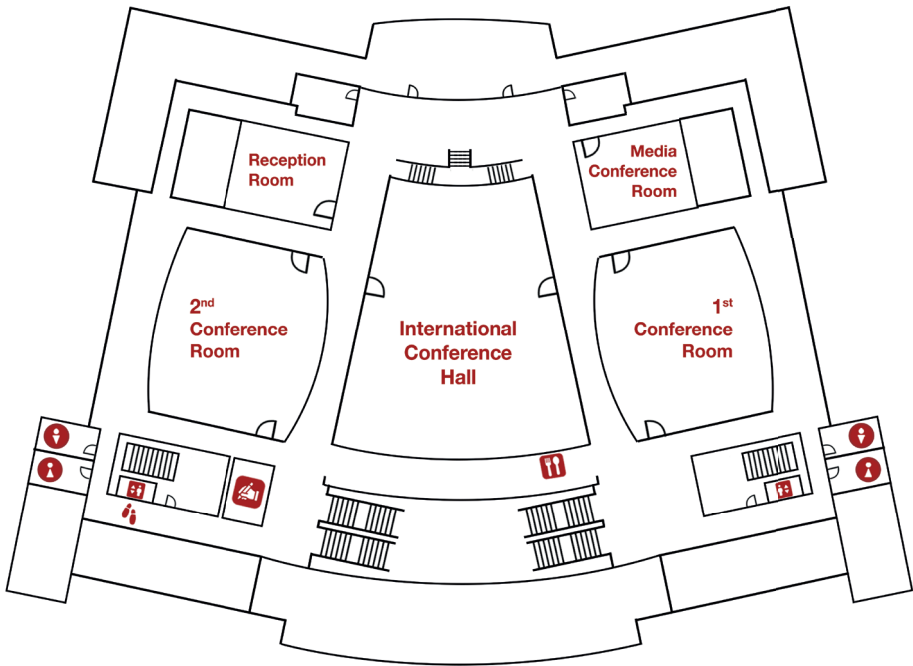 Reception
Room
Media
Conference
Room
2nd
Conference
Room
International
Conference
Hall
1st
Conference
Room